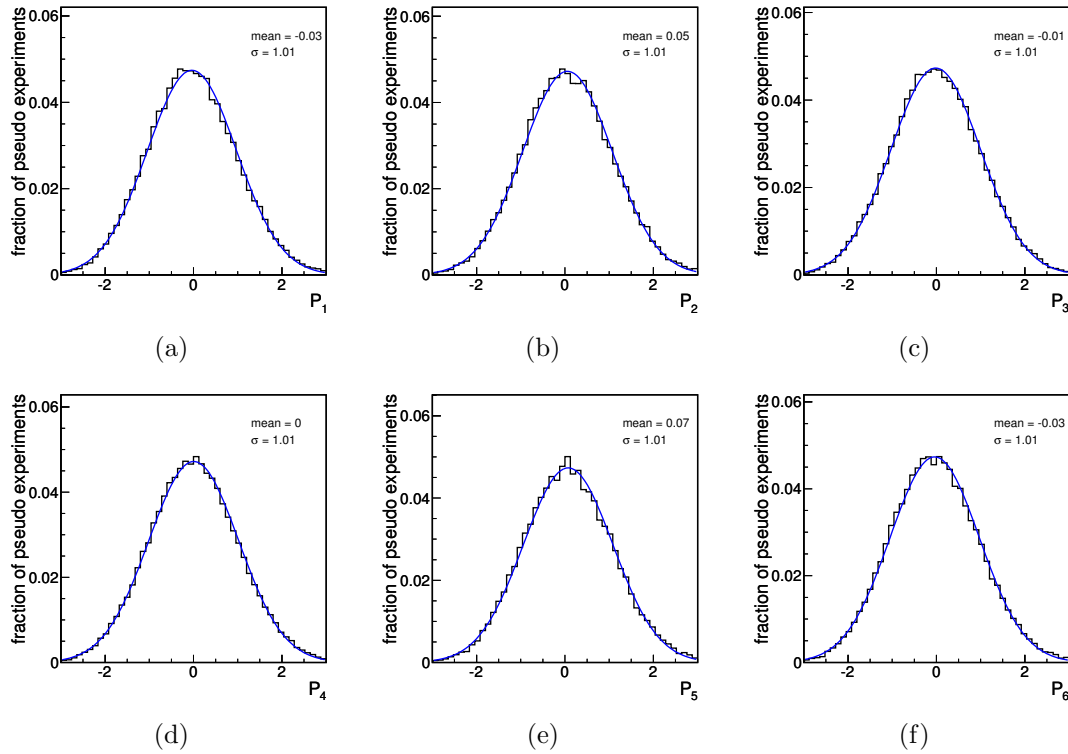 fraction of pseudo experiments
0.06
0.04
0.02
0
mean = -0.03
σ = 1.01
-2 0 2
P1
(a)
fraction of pseudo experiments
0.06
0.04
0.02
0
mean = 0.05
σ = 1.01
-2 0 2
P2
(b)
fraction of pseudo experiments
0.06
0.04
0.02
0
mean = -0.01
σ = 1.01
-2 0 2
P3
(c)
fraction of pseudo experiments
0.06
0.04
0.02
0
mean = 0
σ = 1.01
-2 0 2
P4
(d)
fraction of pseudo experiments
0.06
0.04
0.02
0
mean = 0.07
σ = 1.01
-2 0 2
P5
(e)
fraction of pseudo experiments
0.06
0.04
0.02
0
mean = -0.03
σ = 1.01
-2 0 2
P6
(f)